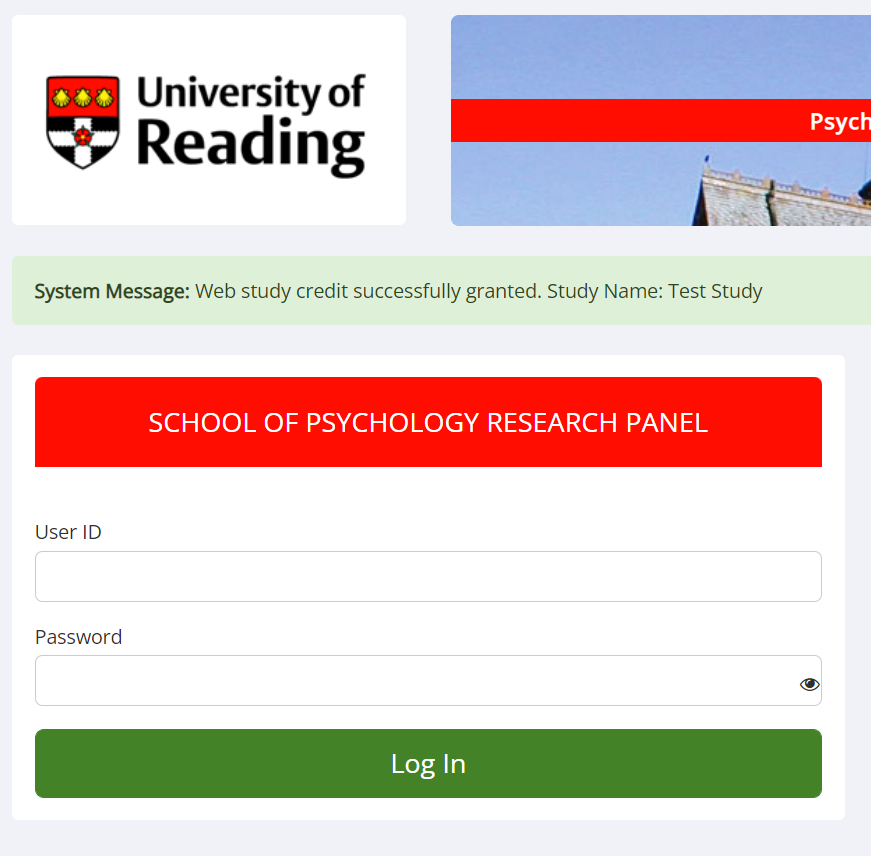 University of
Reading
Psych
System Message: Web study credit successfully granted. Study Name: Test Study
SCHOOL OF PSYCHOLOGY RESEARCH PANEL
User ID
Password
Log In